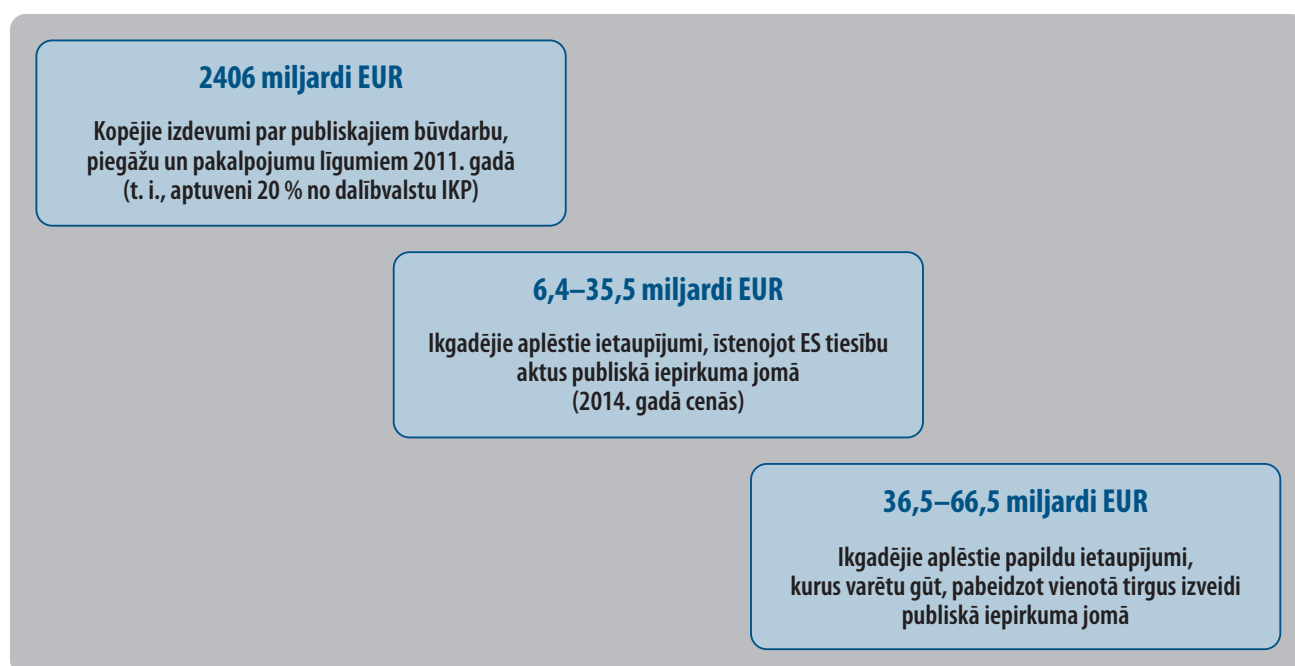 2406 miljardi EUR
Kopējie izdevumi par publiskajiem būvdarbu,
piegāžu un pakalpojumu līgumiem 2011. gadā
(t. i., aptuveni 20 % no dalībvalstu IKP)
6,4–35,5 miljardi EUR
Ikgadējie aplēstie ietaupījumi, īstenojot ES tiesību
aktus publiskā iepirkuma jomā
(2014. gadā cenās)
36,5–66,5 miljardi EUR
Ikgadējie aplēstie papildu ietaupījumi,
kurus varētu gūt, pabeidzot vienotā tirgus izveidi
publiskā iepirkuma jomā